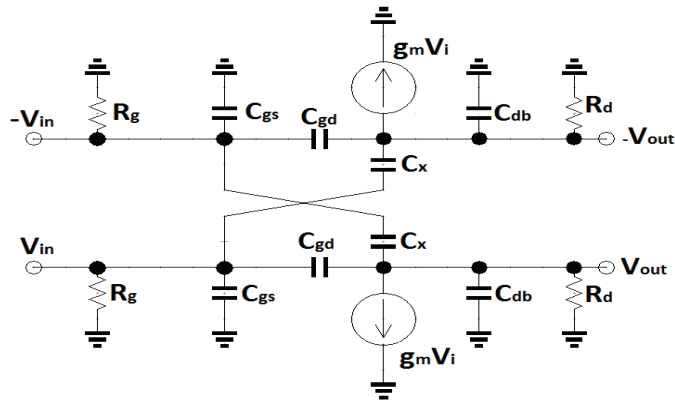 gmVi
Rg
Cgs
Cgd
Cdb
Rd
-Vin
-Vout
Cx
Vin
Cgd
Cx
Vout
Rg
Cgs
Cdb
Rd
gmVi